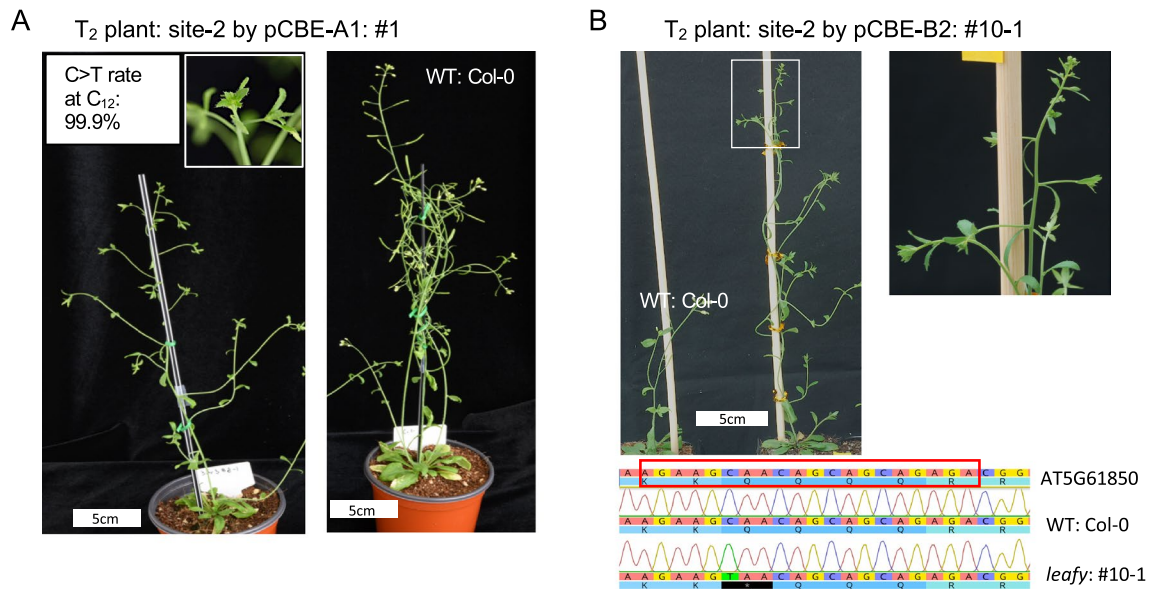 A
T2 plant: site-2 by pCBE-A1: #1
C>T rate
at C12:
99.9%
5cm
WT: Col-0
5cm
B
T2 plant: site-2 by pCBE-B2: #10-1
WT: Col-0
5cm
A A G A A G C A A C A G C A G C A G A G A C G G
K K Q Q Q Q R R
AT5G61850
A A G A A G C A A C A G C A G C A G A G A C G G
K K Q Q Q Q R R
WT: Col-0
A A G A A G T A A C A G C A G C A G A G A C G G
K K * Q Q Q R R
leafy: #10-1